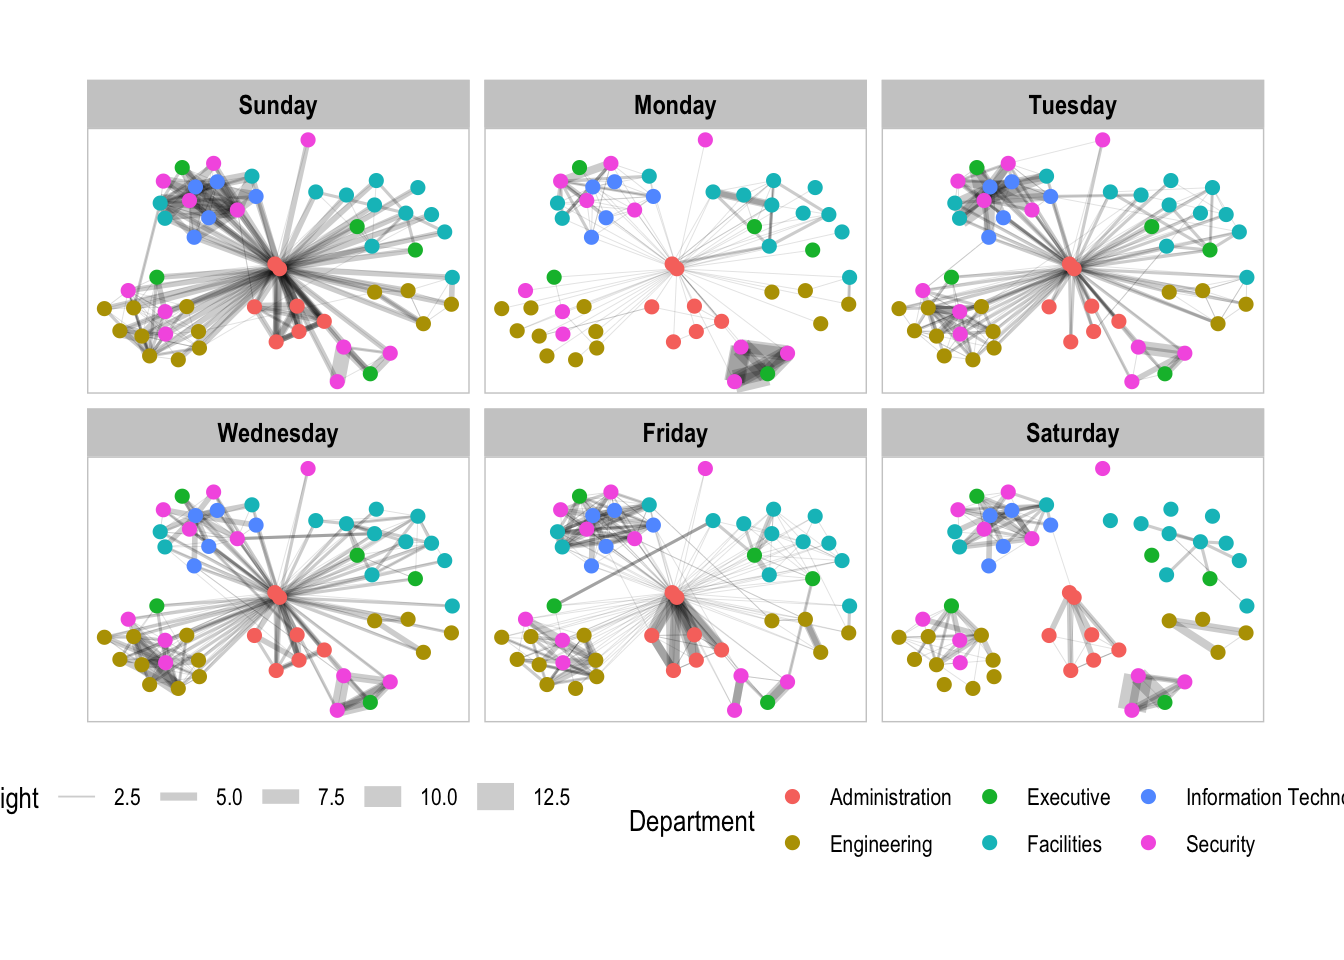 Sunday
Monday
Tuesday
Wednesday
Friday
Saturday
ight 2.5 5.0 7.5 10.0 12.5
Department
Administration Executive Information Techno
Engineering Facilities Security